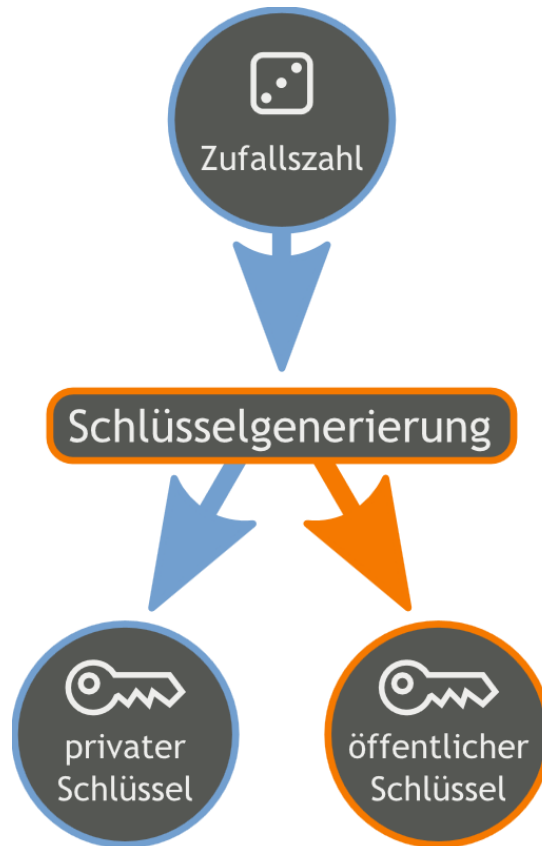 Zufallszahl
Schlüsselgenerierung
privater
Schlüssel
öffentlicher
Schlüssel